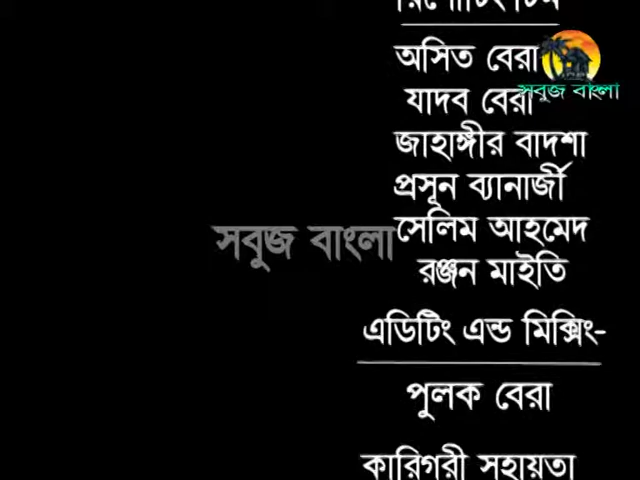 রিপোর্টিং টিম
অসিত বেরা
যাদব বেরা
জাহাঙ্গীর বাদশা
প্রসূন ব্যানার্জী
সেলিম আহমেদ
রঞ্জন মাইতি
এডিটিং এন্ড মিক্সিং-
পুলক বেরা
কারিগরী সহায়তা
সবুজ বাংলা
সবুজ বাংলা